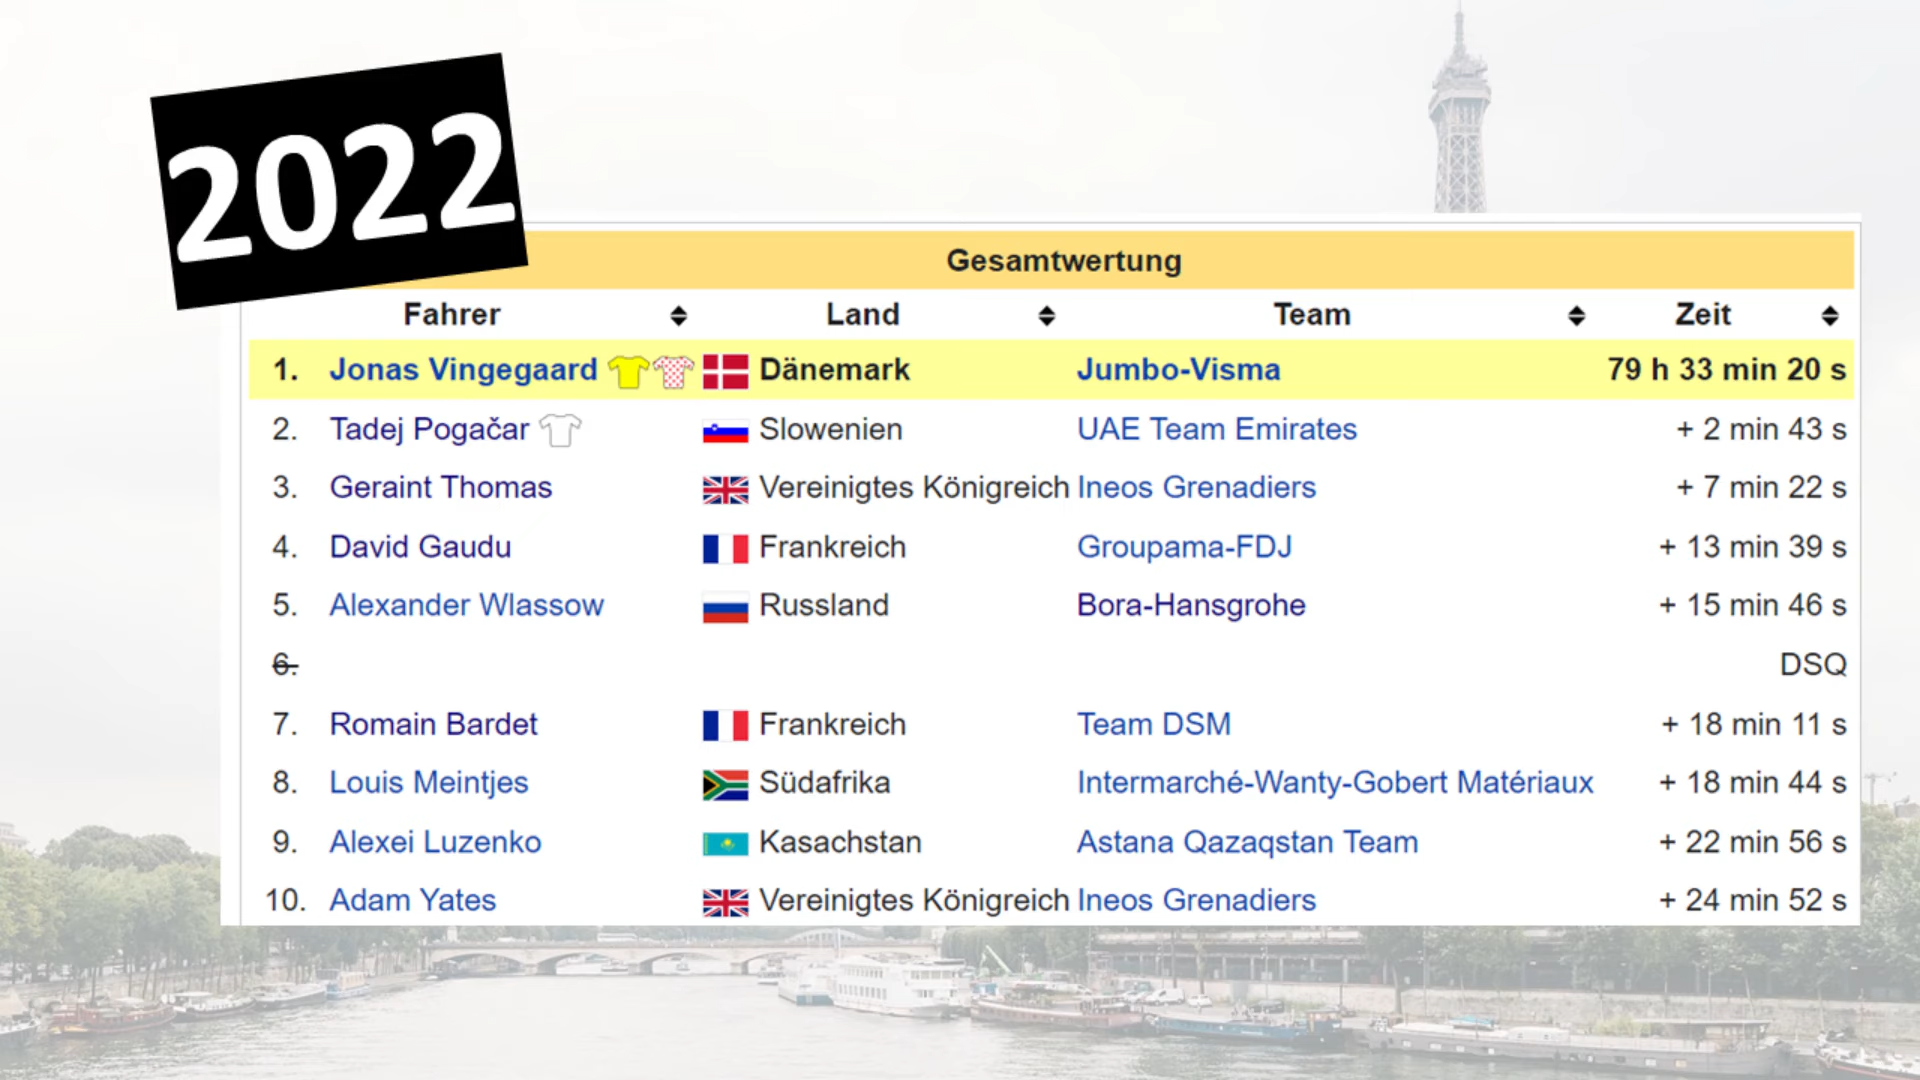 2022
Gesamtwertung
Fahrer Land Team Zeit
1. Jonas Vingegaard Dänemark Jumbo-Visma 79 h 33 min 20 s
2. Tadej Pogačar Slowenien UAE Team Emirates + 2 min 43 s
3. Geraint Thomas Vereinigtes Königreich Ineos Grenadiers + 7 min 22 s
4. David Gaudu Frankreich Groupama-FDJ + 13 min 39 s
5. Alexander Wlassow Russland Bora-Hansgrohe + 15 min 46 s
6. DSQ
7. Romain Bardet Frankreich Team DSM + 18 min 11 s
8. Louis Meintjes Südafrika Intermarché-Wanty-Gobert Matériaux + 18 min 44 s
9. Alexei Luzenko Kasachstan Astana Qazaqstan Team + 22 min 56 s
10. Adam Yates Vereinigtes Königreich Ineos Grenadiers + 24 min 52 s